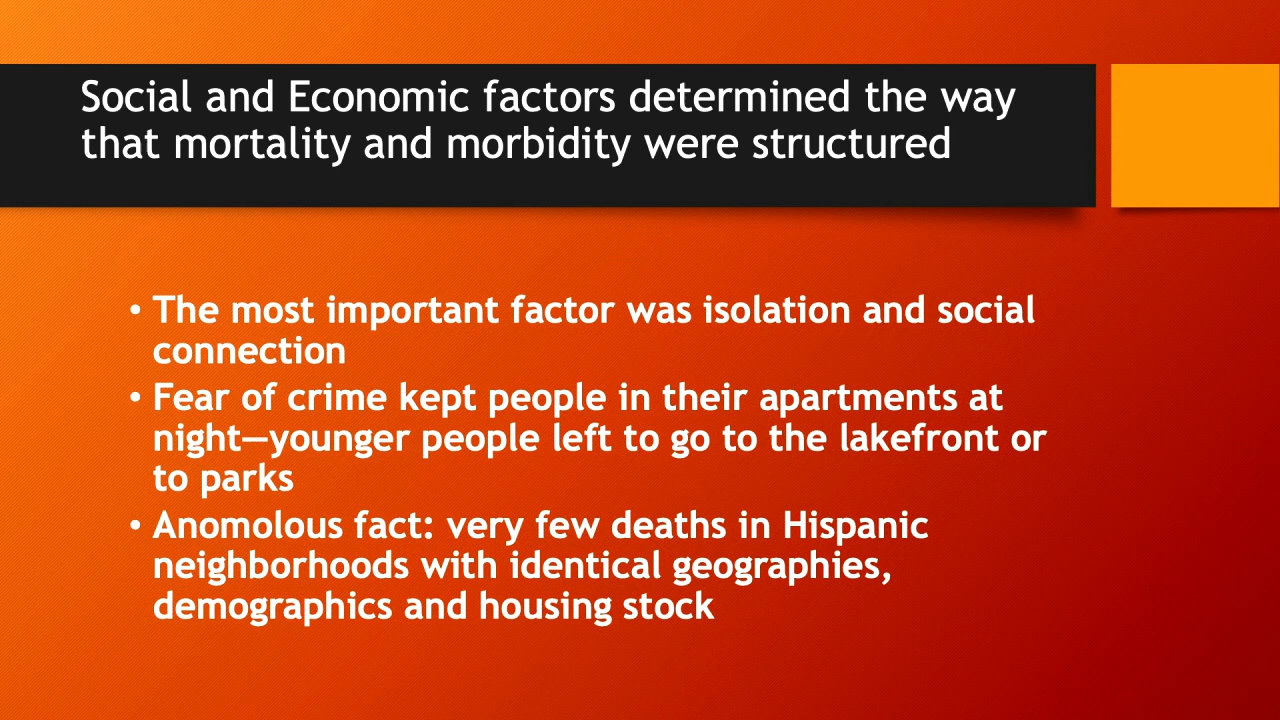 Social and Economic factors determined the way
that mortality and morbidity were structured
• The most important factor was isolation and social
connection
• Fear of crime kept people in their apartments at
night—younger people left to go to the lakefront or
to parks
• Anomolous fact: very few deaths in Hispanic
neighborhoods with identical geographies,
demographics and housing stock